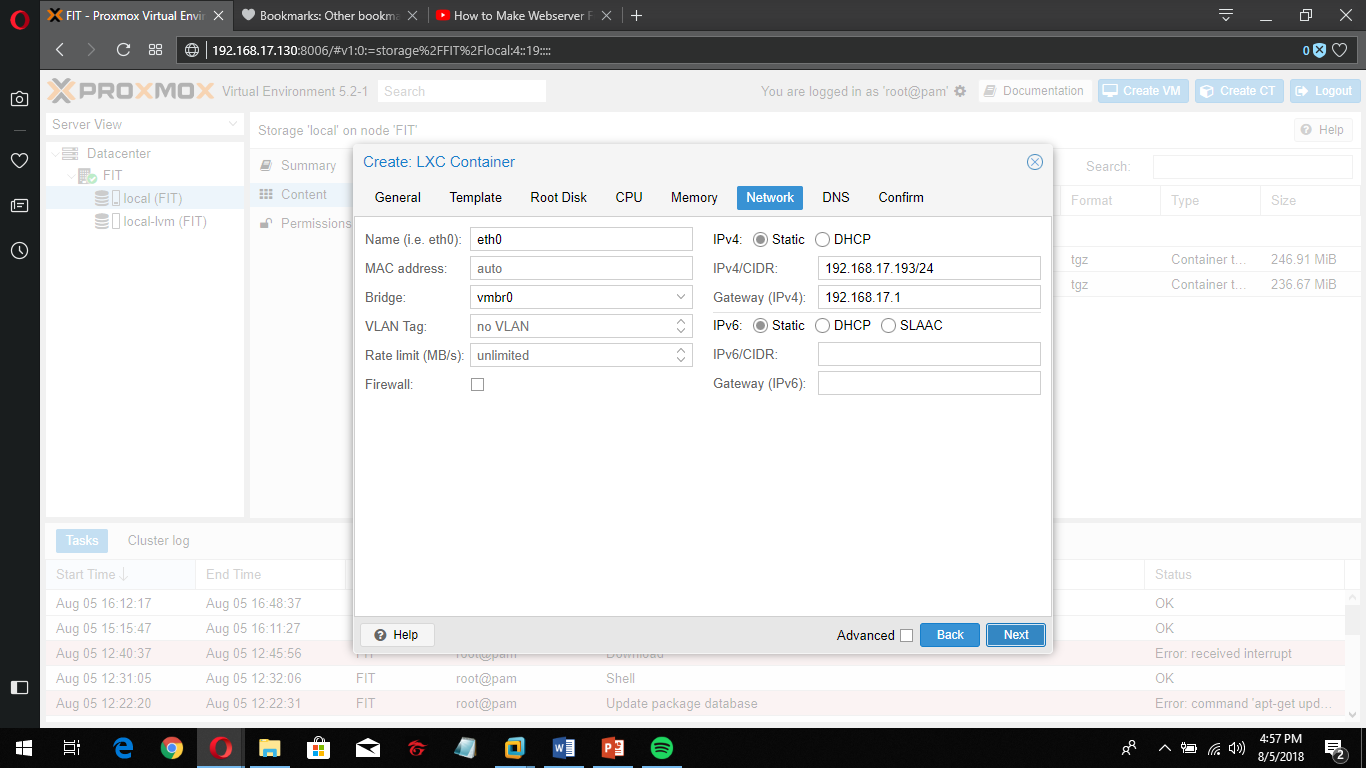 FIT - Proxmox Virtual Envir
Bookmarks: Other bookma
How to Make Webserver F
192.168.17.130:8006/#v1:0:=storage%2FFIT%2Flocal:4::19::::
0
PROXMOX Virtual Environment 5.2-1 Search You are logged in as 'root@pam' Documentation Create VM Create CT Logout
Server View
Storage 'local' on node 'FIT'
Help
Datacenter
FIT
local (FIT)
local-lvm (FIT)
Summary
Content
Permissions
Search:
Format Type Size
tgz Container t... 246.91 MiB
tgz Container t... 236.67 MiB
Create: LXC Container
General Template Root Disk CPU Memory Network DNS Confirm
Name (i.e. eth0): eth0
MAC address: auto
Bridge: vmbr0
VLAN Tag: no VLAN
Rate limit (MB/s): unlimited
Firewall:
IPv4: Static DHCP
IPv4/CIDR: 192.168.17.193/24
Gateway (IPv4): 192.168.17.1
IPv6: Static DHCP SLAAC
IPv6/CIDR:
Gateway (IPv6):
Help Advanced Back Next
Tasks Cluster log
Start Time End Time Status
Aug 05 16:12:17 Aug 05 16:48:37 OK
Aug 05 15:15:47 Aug 05 16:11:27 OK
Aug 05 12:40:37 Aug 05 12:45:56 FIT root@pam Download Error: received interrupt
Aug 05 12:31:05 Aug 05 12:32:06 FIT root@pam Shell OK
Aug 05 12:22:20 Aug 05 12:22:31 FIT root@pam Update package database Error: command 'apt-get upd...
4:57 PM
8/5/2018
2